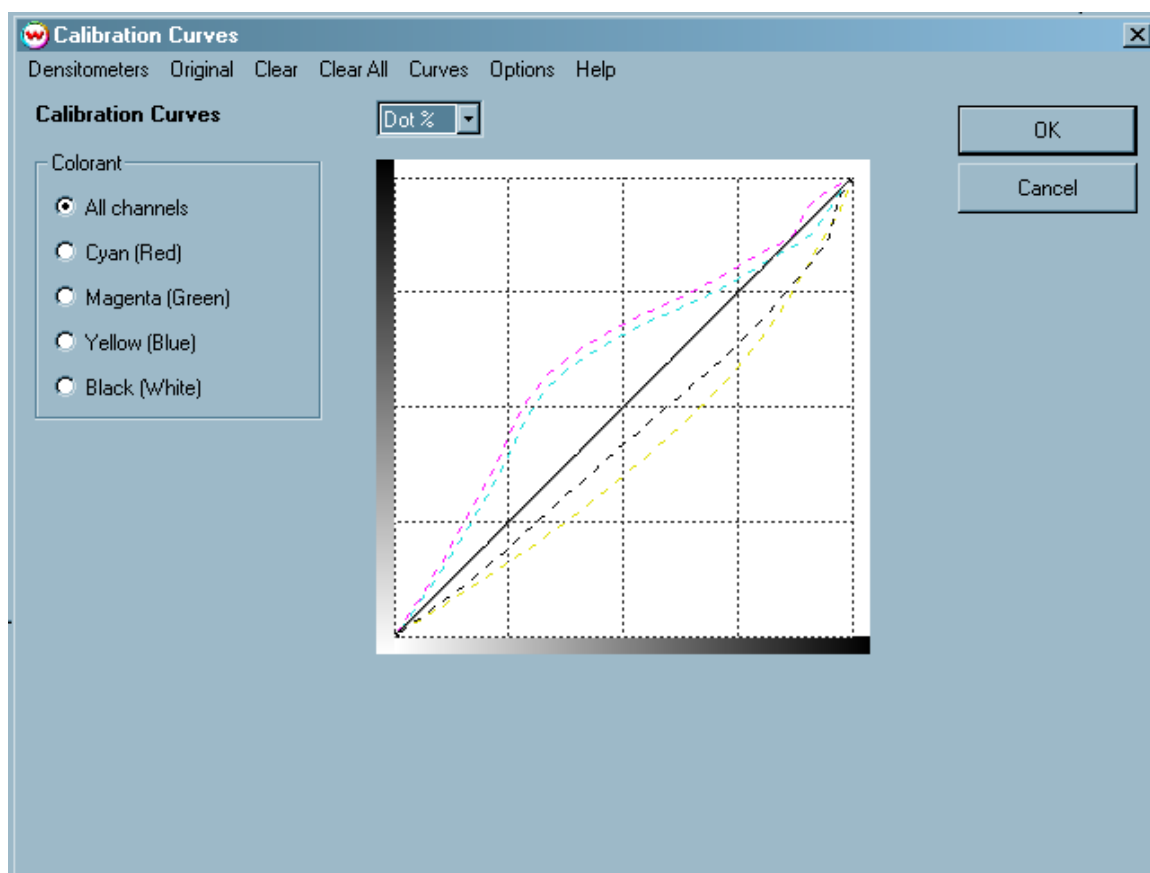 Calibration Curves
Densitometers Original Clear Clear All Curves Options Help
Calibration Curves
Dot %
OK
Cancel
Colorant
All channels
Cyan (Red)
Magenta (Green)
Yellow (Blue)
Black (White)